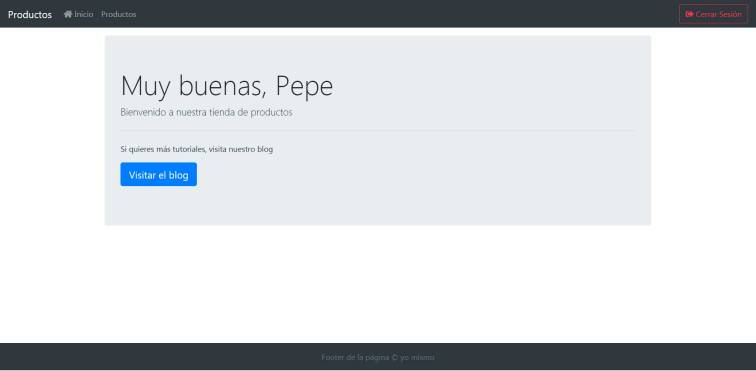 Productos Inicio Productos Cerrar Sesión
Muy buenas, Pepe
Bienvenido a nuestra tienda de productos
Si quieres más tutoriales, visita nuestro blog
Visitar el blog
Footer de la página © yo mismo